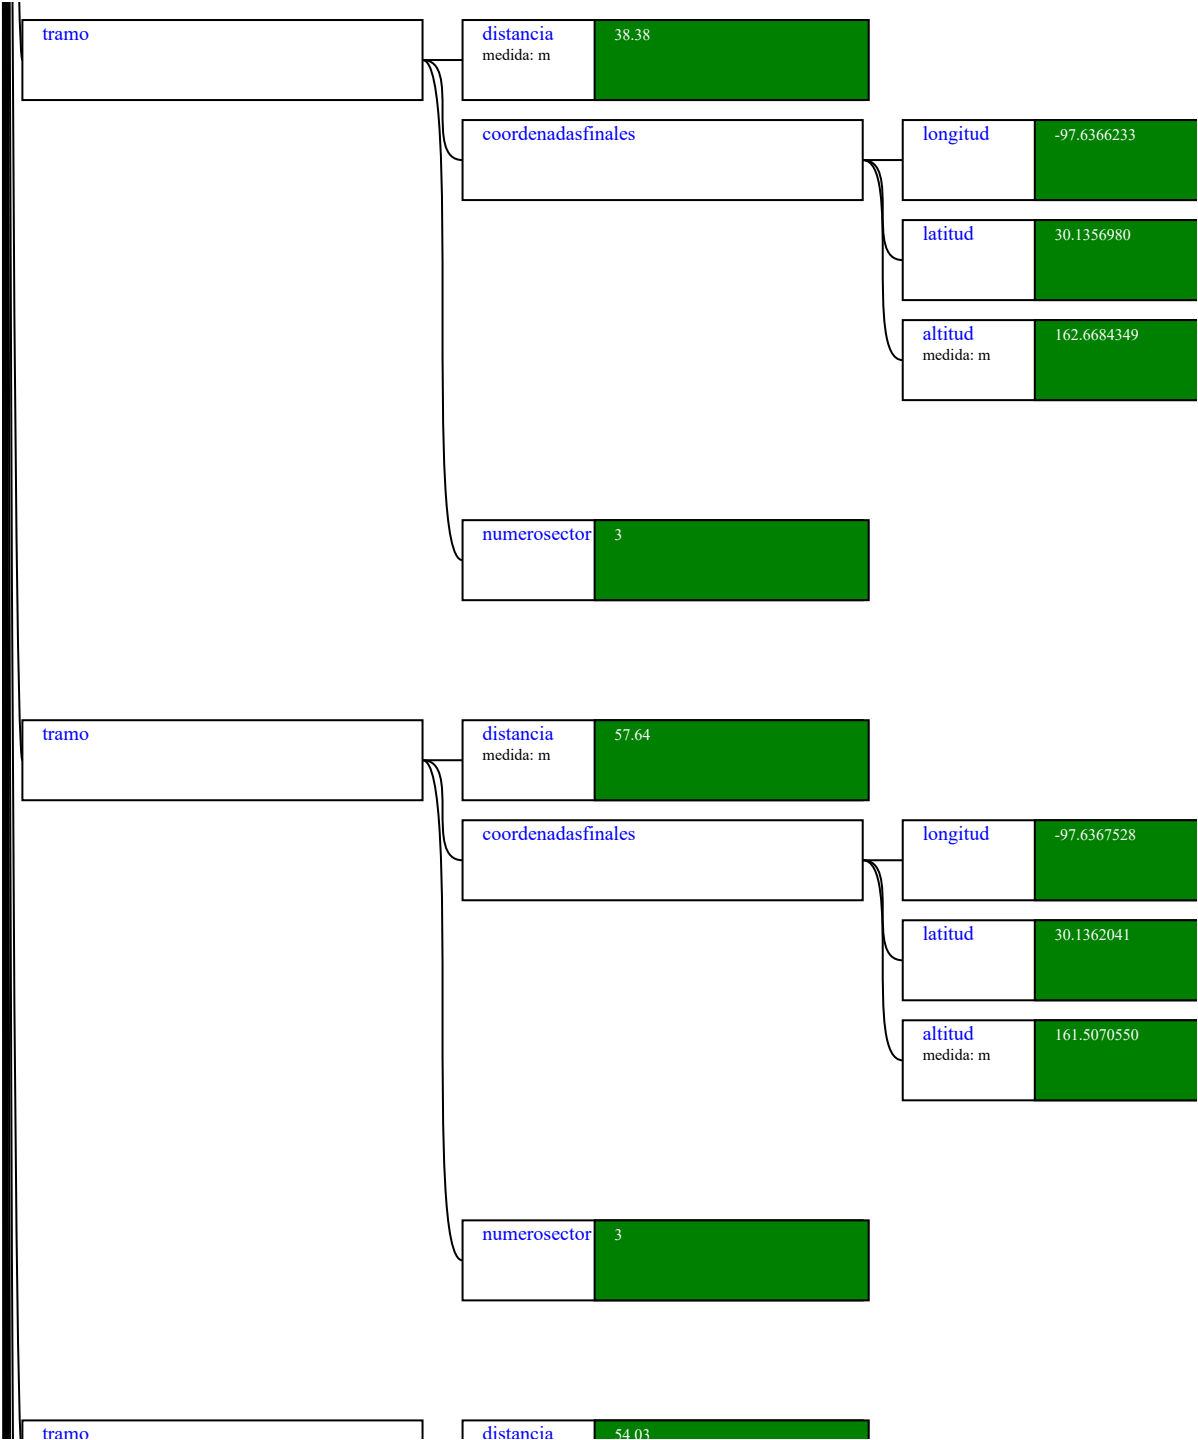 tramo
distancia
medida: m
38.38
coordenadasfinales
longitud
-97.6366233
latitud
30.1356980
altitud
medida: m
162.6684349
numerosector
3
tramo
distancia
medida: m
57.64
coordenadasfinales
longitud
-97.6367528
latitud
30.1362041
altitud
medida: m
161.5070550
numerosector
3
tramo
distancia
54.03